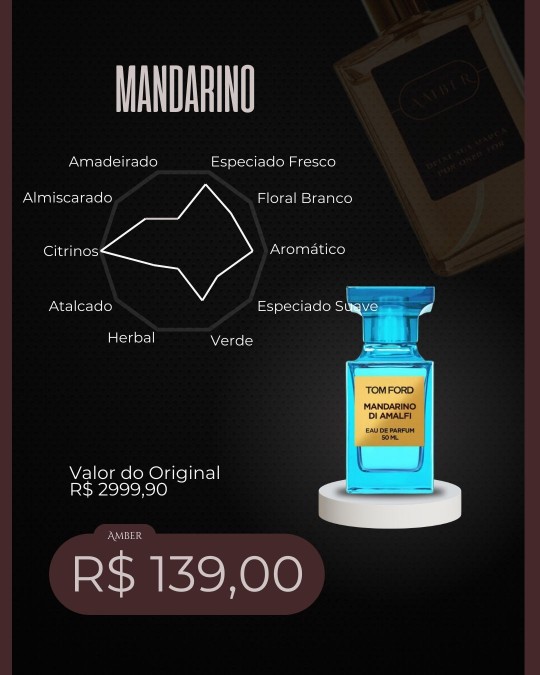 MANDARINO
Amadeirado
Especiado Fresco
Almiscarado
Floral Branco
Citrinos
Aromático
Atalcado
Especiado Suave
Herbal
Verde
TOM FORD
MANDARINO
DI AMALFI
EAU DE PARFUM
50 ML
Valor do Original
R$ 2999,90
AMBER
R$ 139,00
AMBER